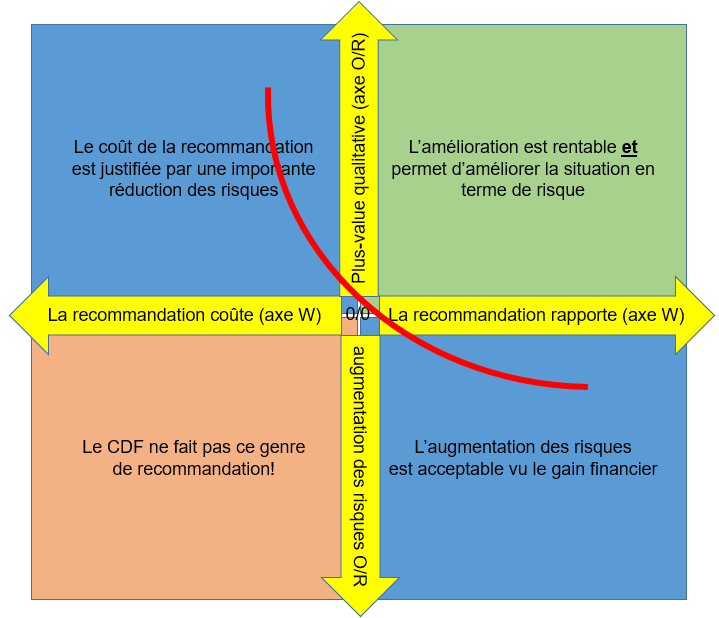 Plus-value qualitative (axe O/R)
Le coût de la recommandation
est justifiée par une importante
réduction des risques
L’amélioration est rentable et
permet d’améliorer la situation en
terme de risque
La recommandation coûte (axe W)
0/0
La recommandation rapporte (axe W)
augmentation des risques O/R
Le CDF ne fait pas ce genre
de recommandation!
L’augmentation des risques
est acceptable vu le gain financier